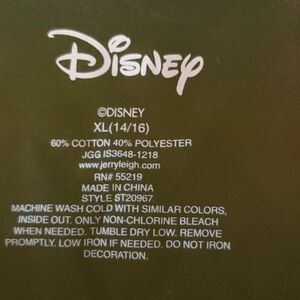 Disney
©DISNEY
XL(14/16)
60% COTTON 40% POLYESTER
JGG IS3648-1218
www.jerryleigh.com
RN# 55219
MADE IN CHINA
STYLE ST20967
MACHINE WASH COLD WITH SIMILAR COLORS,
INSIDE OUT. ONLY NON-CHLORINE BLEACH
WHEN NEEDED. TUMBLE DRY LOW. REMOVE
PROMPTLY. LOW IRON IF NEEDED. DO NOT IRON
DECORATION.